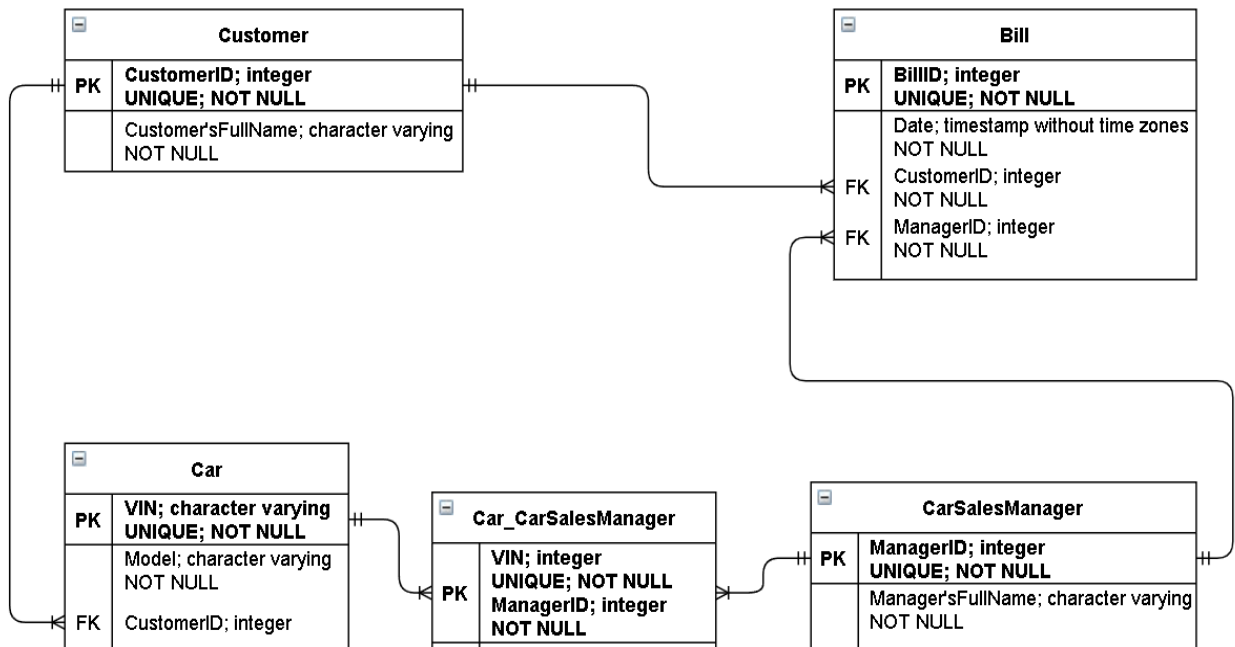 Customer
PK
CustomerID; integer
UNIQUE; NOT NULL
Customer'sFullName; character varying
NOT NULL
Bill
PK
BillID; integer
UNIQUE; NOT NULL
Date; timestamp without time zones
NOT NULL
FK
CustomerID; integer
NOT NULL
FK
ManagerID; integer
NOT NULL
Car
PK
VIN; character varying
UNIQUE; NOT NULL
Model; character varying
NOT NULL
FK
CustomerID; integer
Car_CarSalesManager
PK
VIN; integer
UNIQUE; NOT NULL
ManagerID; integer
NOT NULL
CarSalesManager
PK
ManagerID; integer
UNIQUE; NOT NULL
Manager'sFullName; character varying
NOT NULL